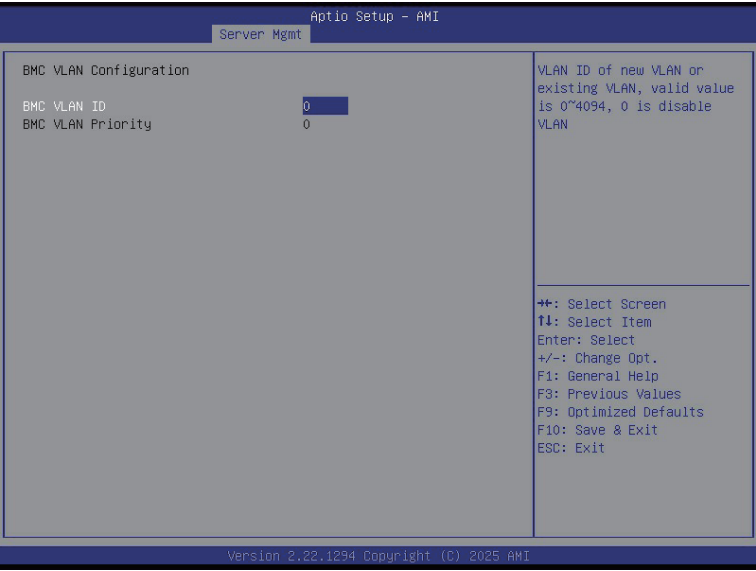 Aptio Setup – AMI
Server Mgmt
BMC VLAN Configuration
BMC VLAN ID 0
BMC VLAN Priority 0
VLAN ID of new VLAN or
existing VLAN, valid value
is 0~4094, 0 is disable
VLAN
→←: Select Screen
↑↓: Select Item
Enter: Select
+/-: Change Opt.
F1: General Help
F3: Previous Values
F9: Optimized Defaults
F10: Save & Exit
ESC: Exit
Version 2.22.1294 Copyright (C) 2025 AMI